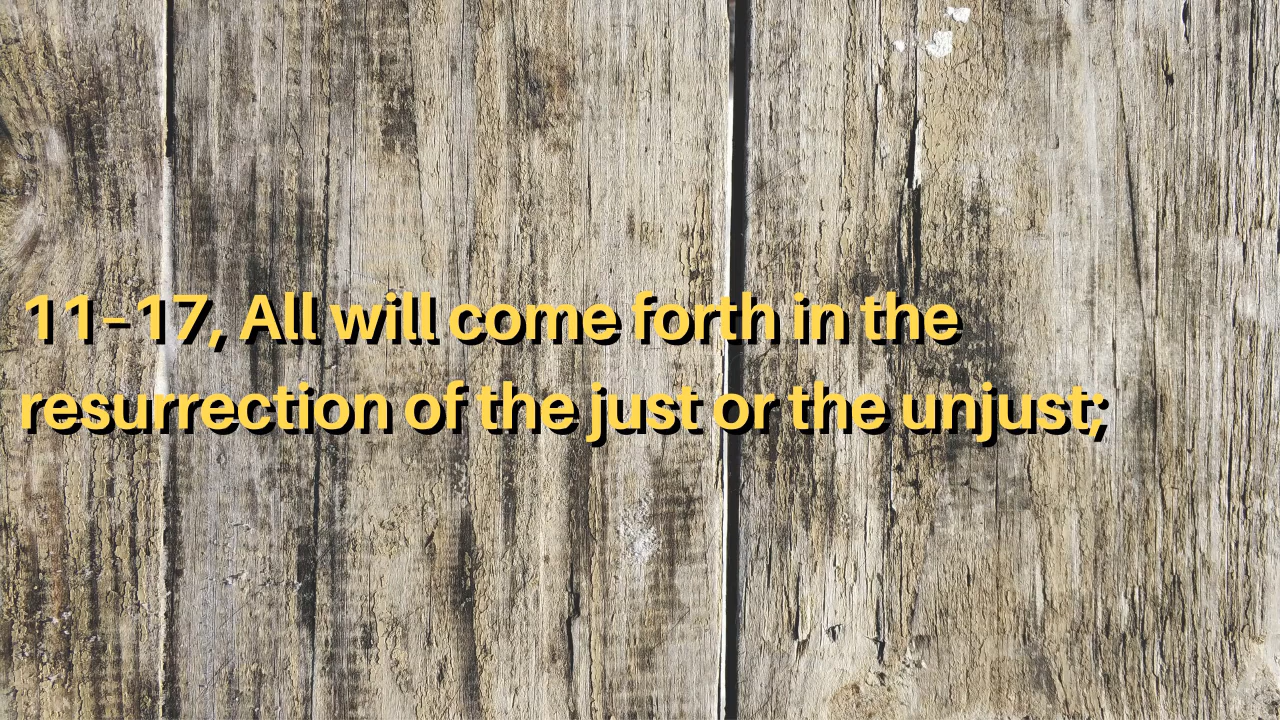 11–17, All will come forth in the
resurrection of the just or the unjust;